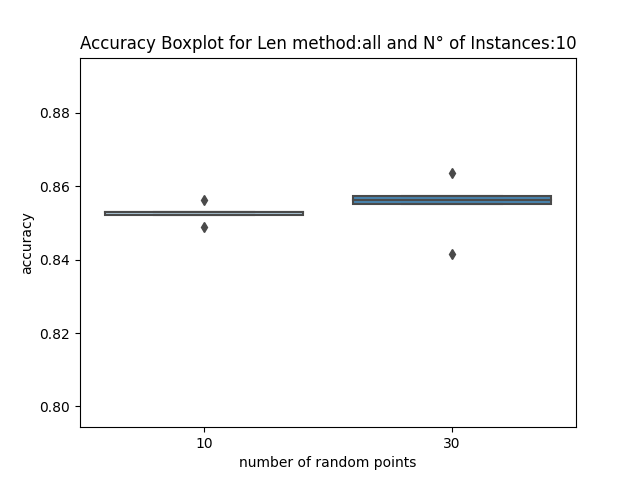 Accuracy Boxplot for Len method:all and N° of Instances:10
0.88
0.86
0.84
0.82
0.80
accuracy
10 30
number of random points